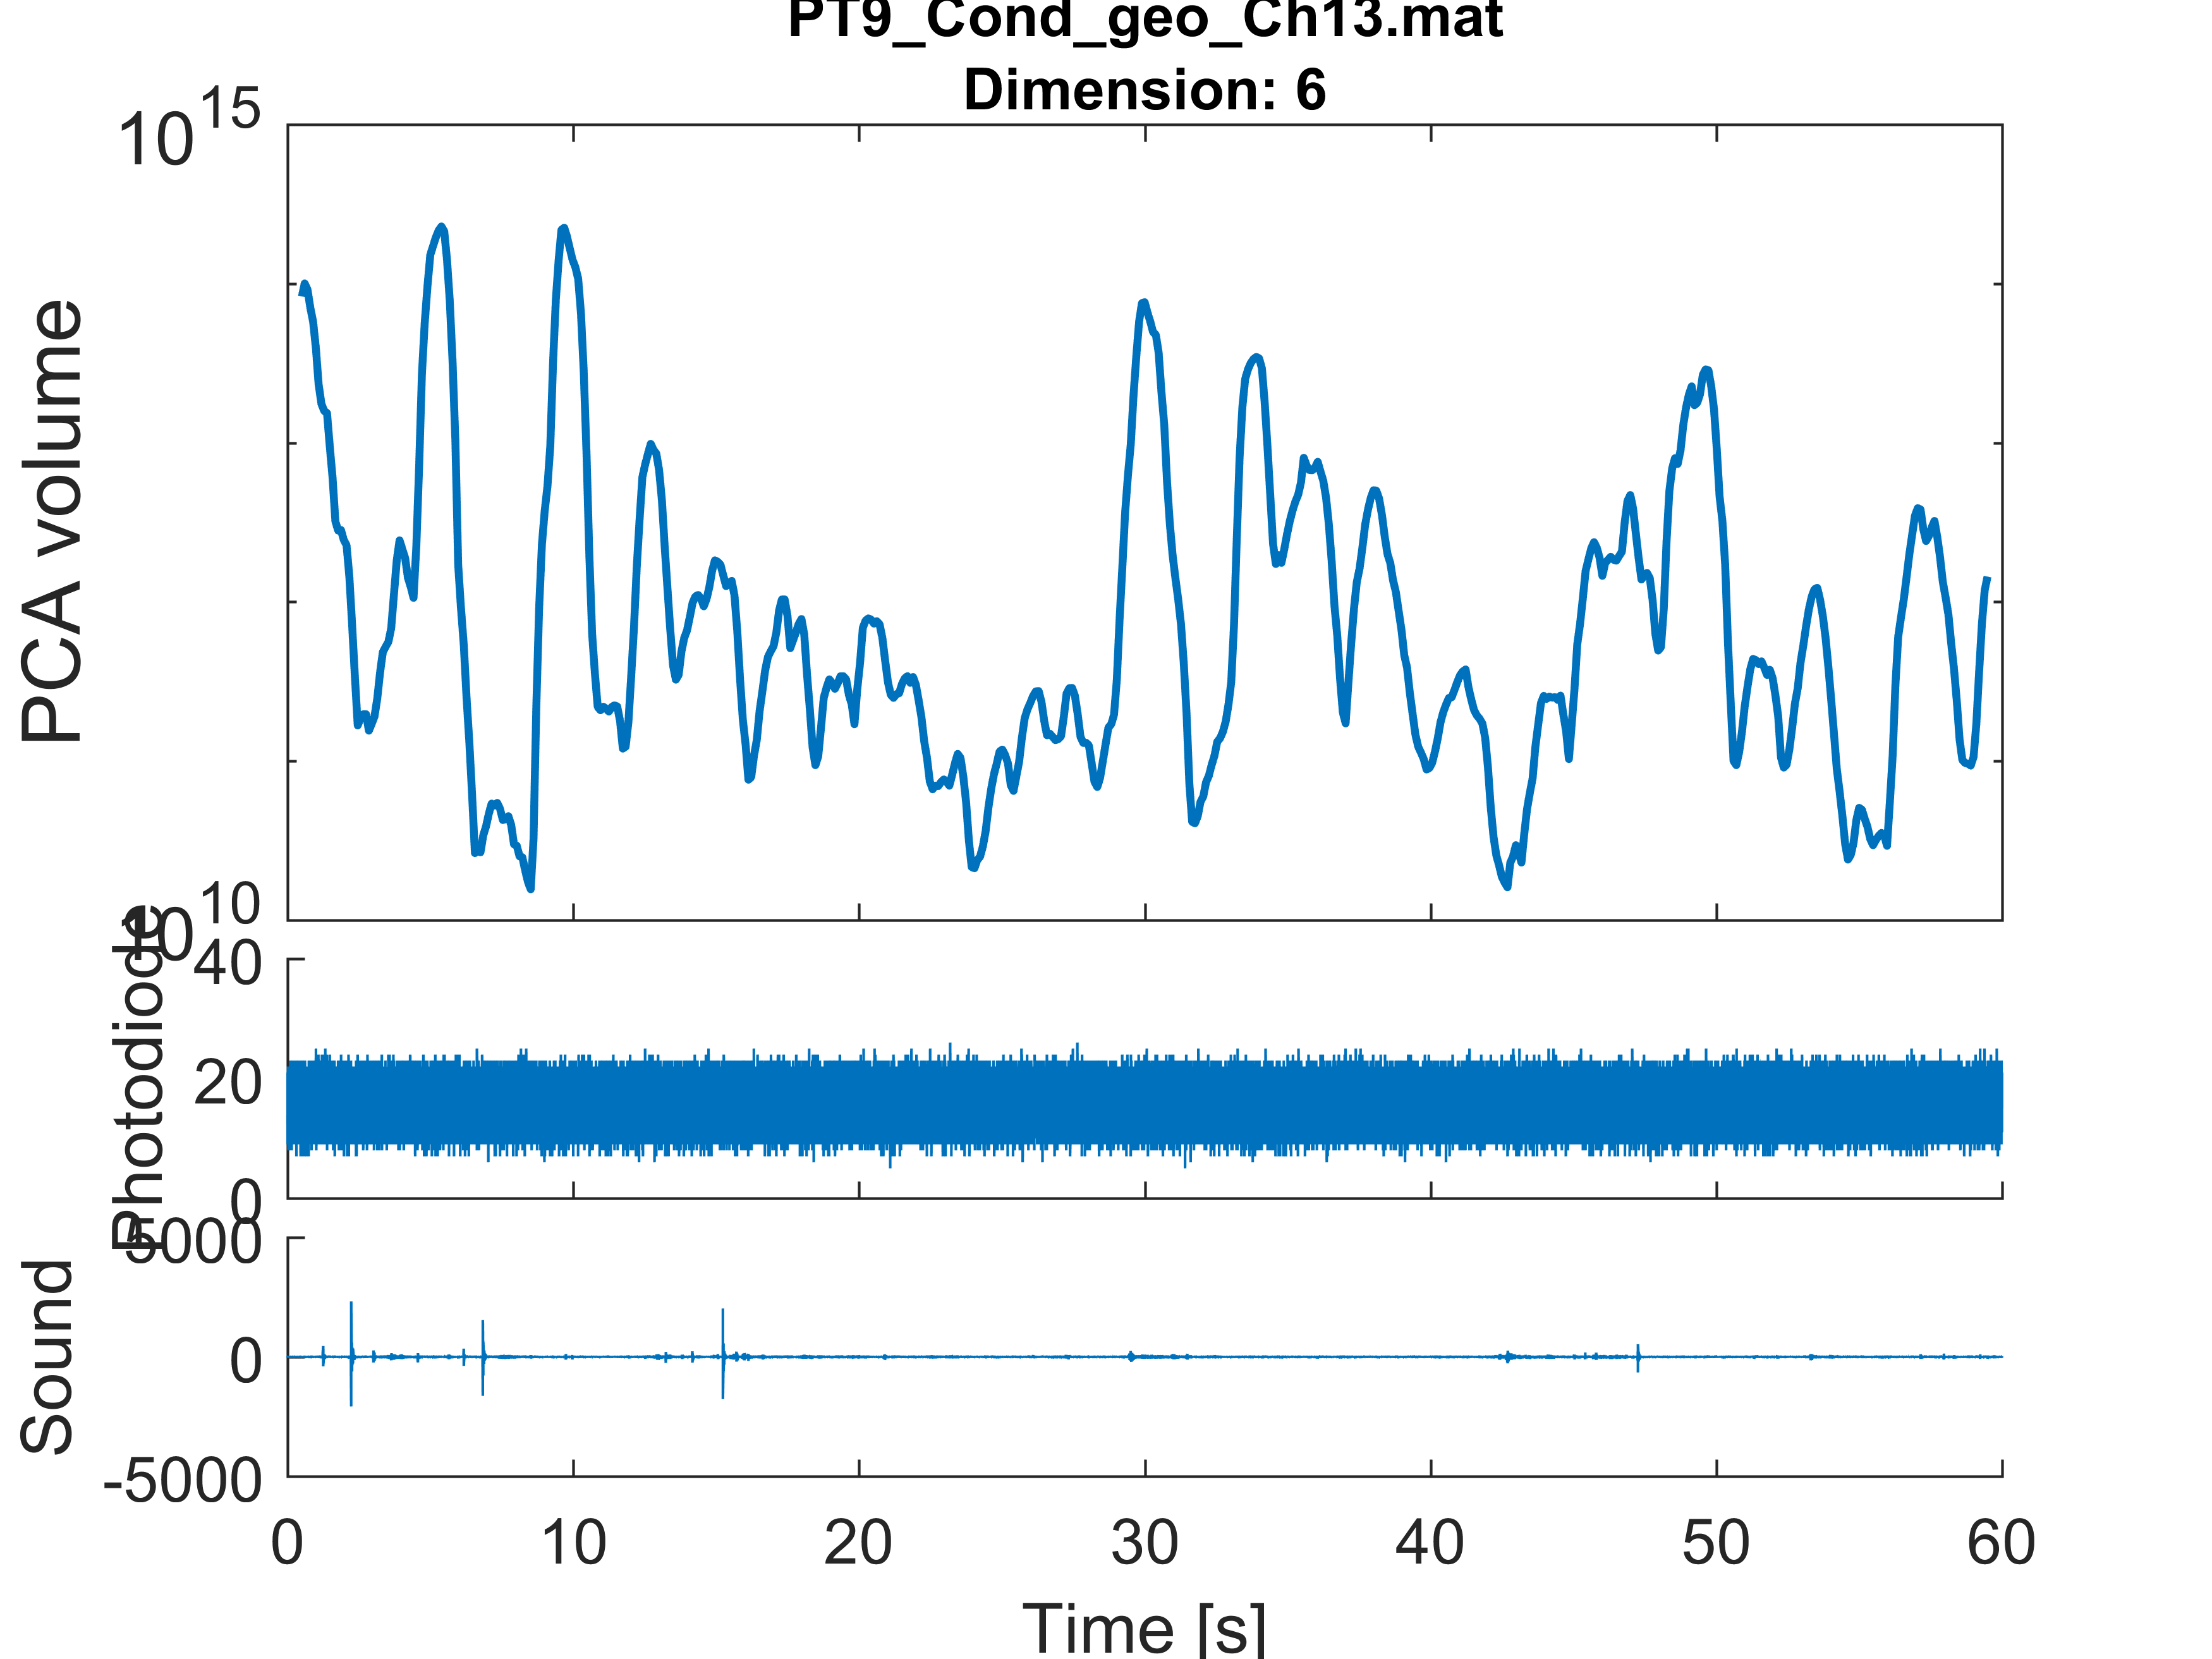 PT9_Cond_geo_Ch13.mat
Dimension: 6
10^15
PCA volume
10^10
Photodiode
40
20
0
Sound
5000
0
-5000
0 10 20 30 40 50 60
Time [s]